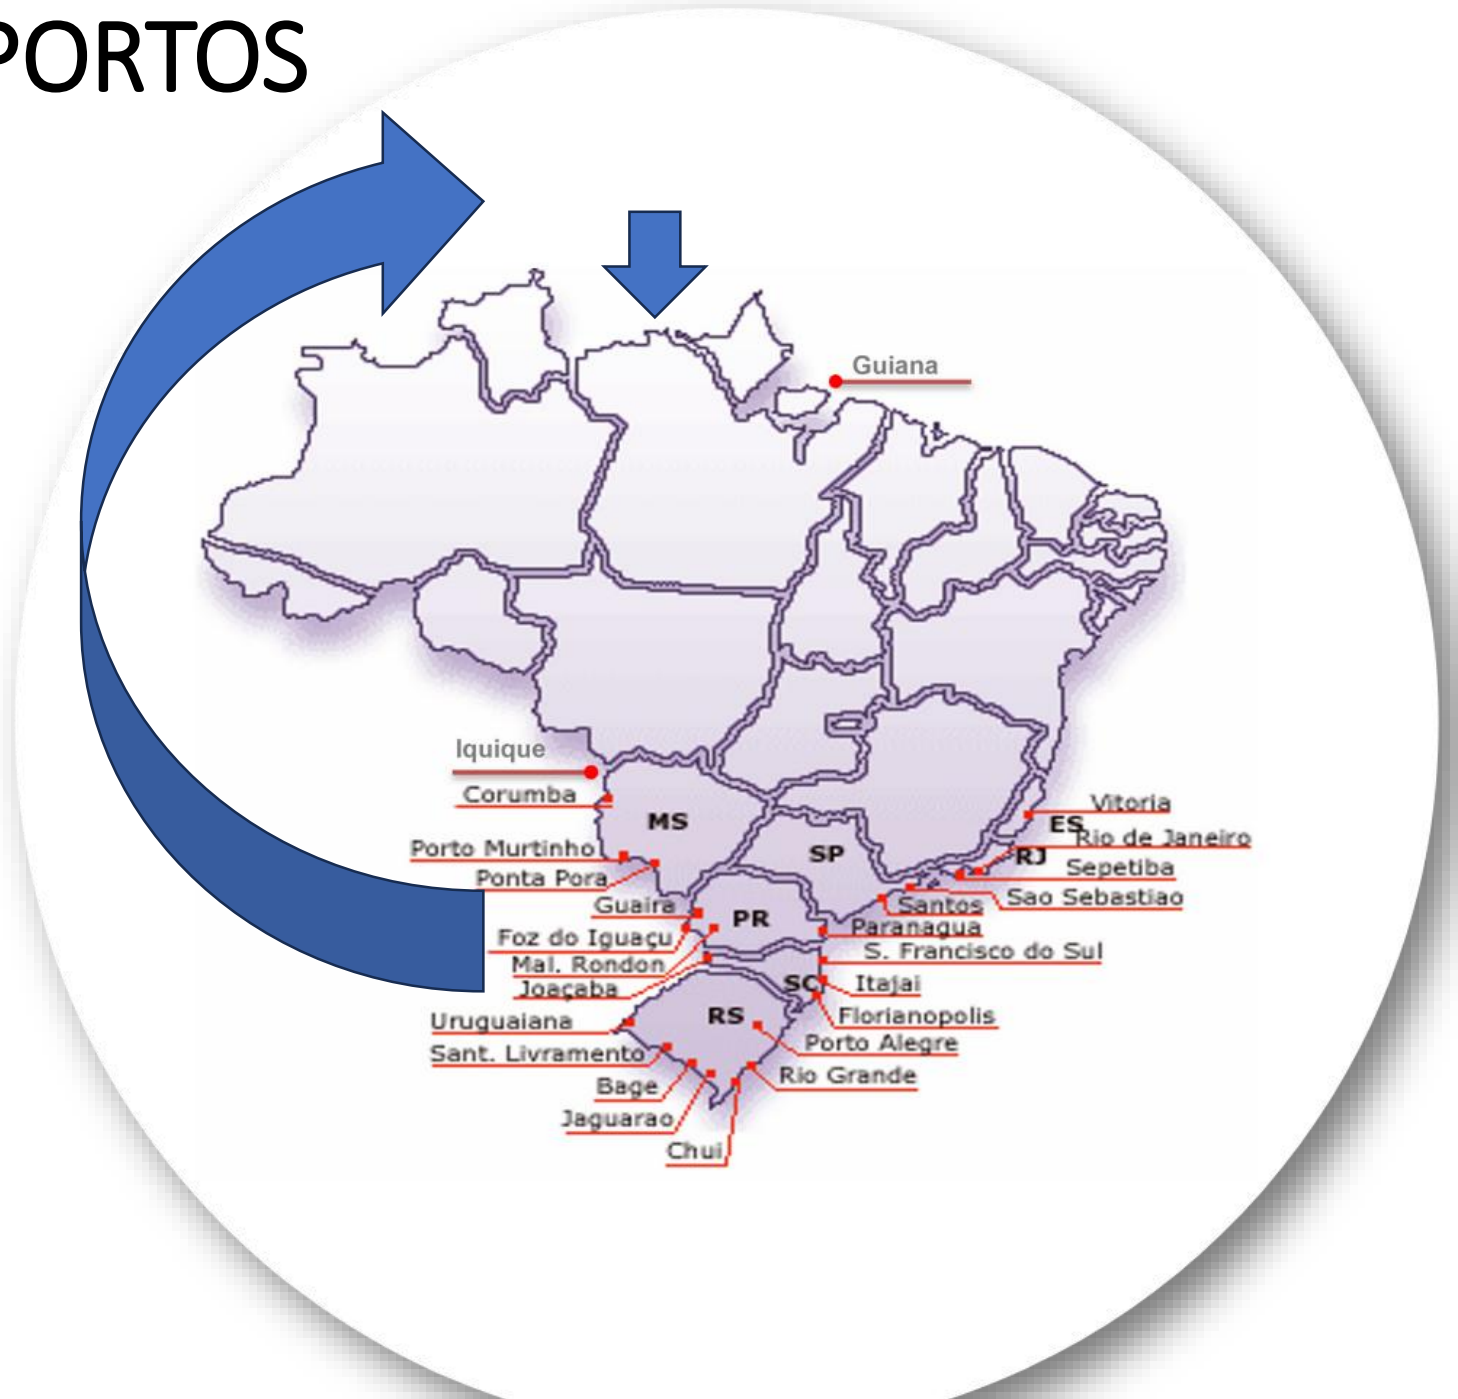 PORTOS
Guiana
Iquique
Corumba
MS
Vitoria
ES
Rio de Janeiro
Porto Murtinho
SP
RJ
Sepetiba
Ponta Pora
Sao Sebastiao
Guaira
Santos
PR
Paranagua
Foz do Iguaçu
S. Francisco do Sul
Mal. Rondon
Joaçaba
SC
Itajai
Uruguaiana
RS
Florianopolis
Sant. Livramento
Porto Alegre
Bage
Rio Grande
Jaguarao
Chui